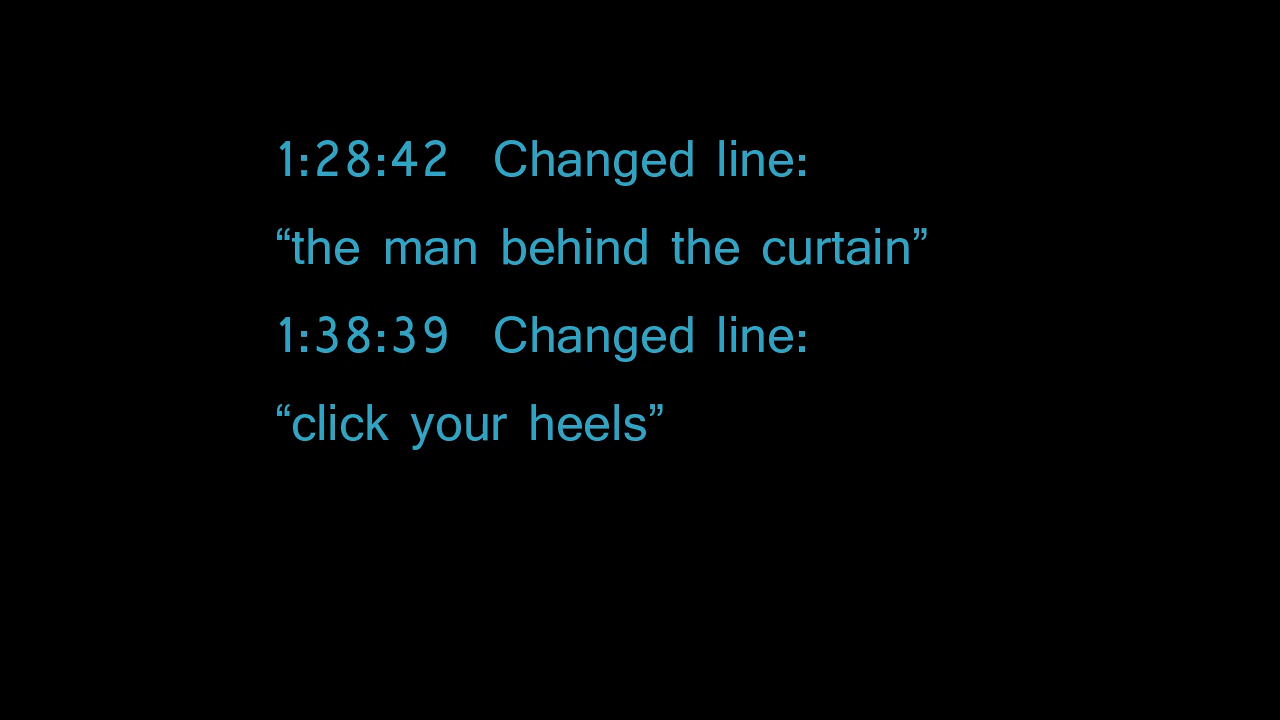 1:28:42 Changed line:
“the man behind the curtain”
1:38:39 Changed line:
“click your heels”